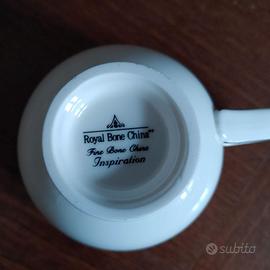 Royal Bone China
Fine Bone China
Inspiration
subito